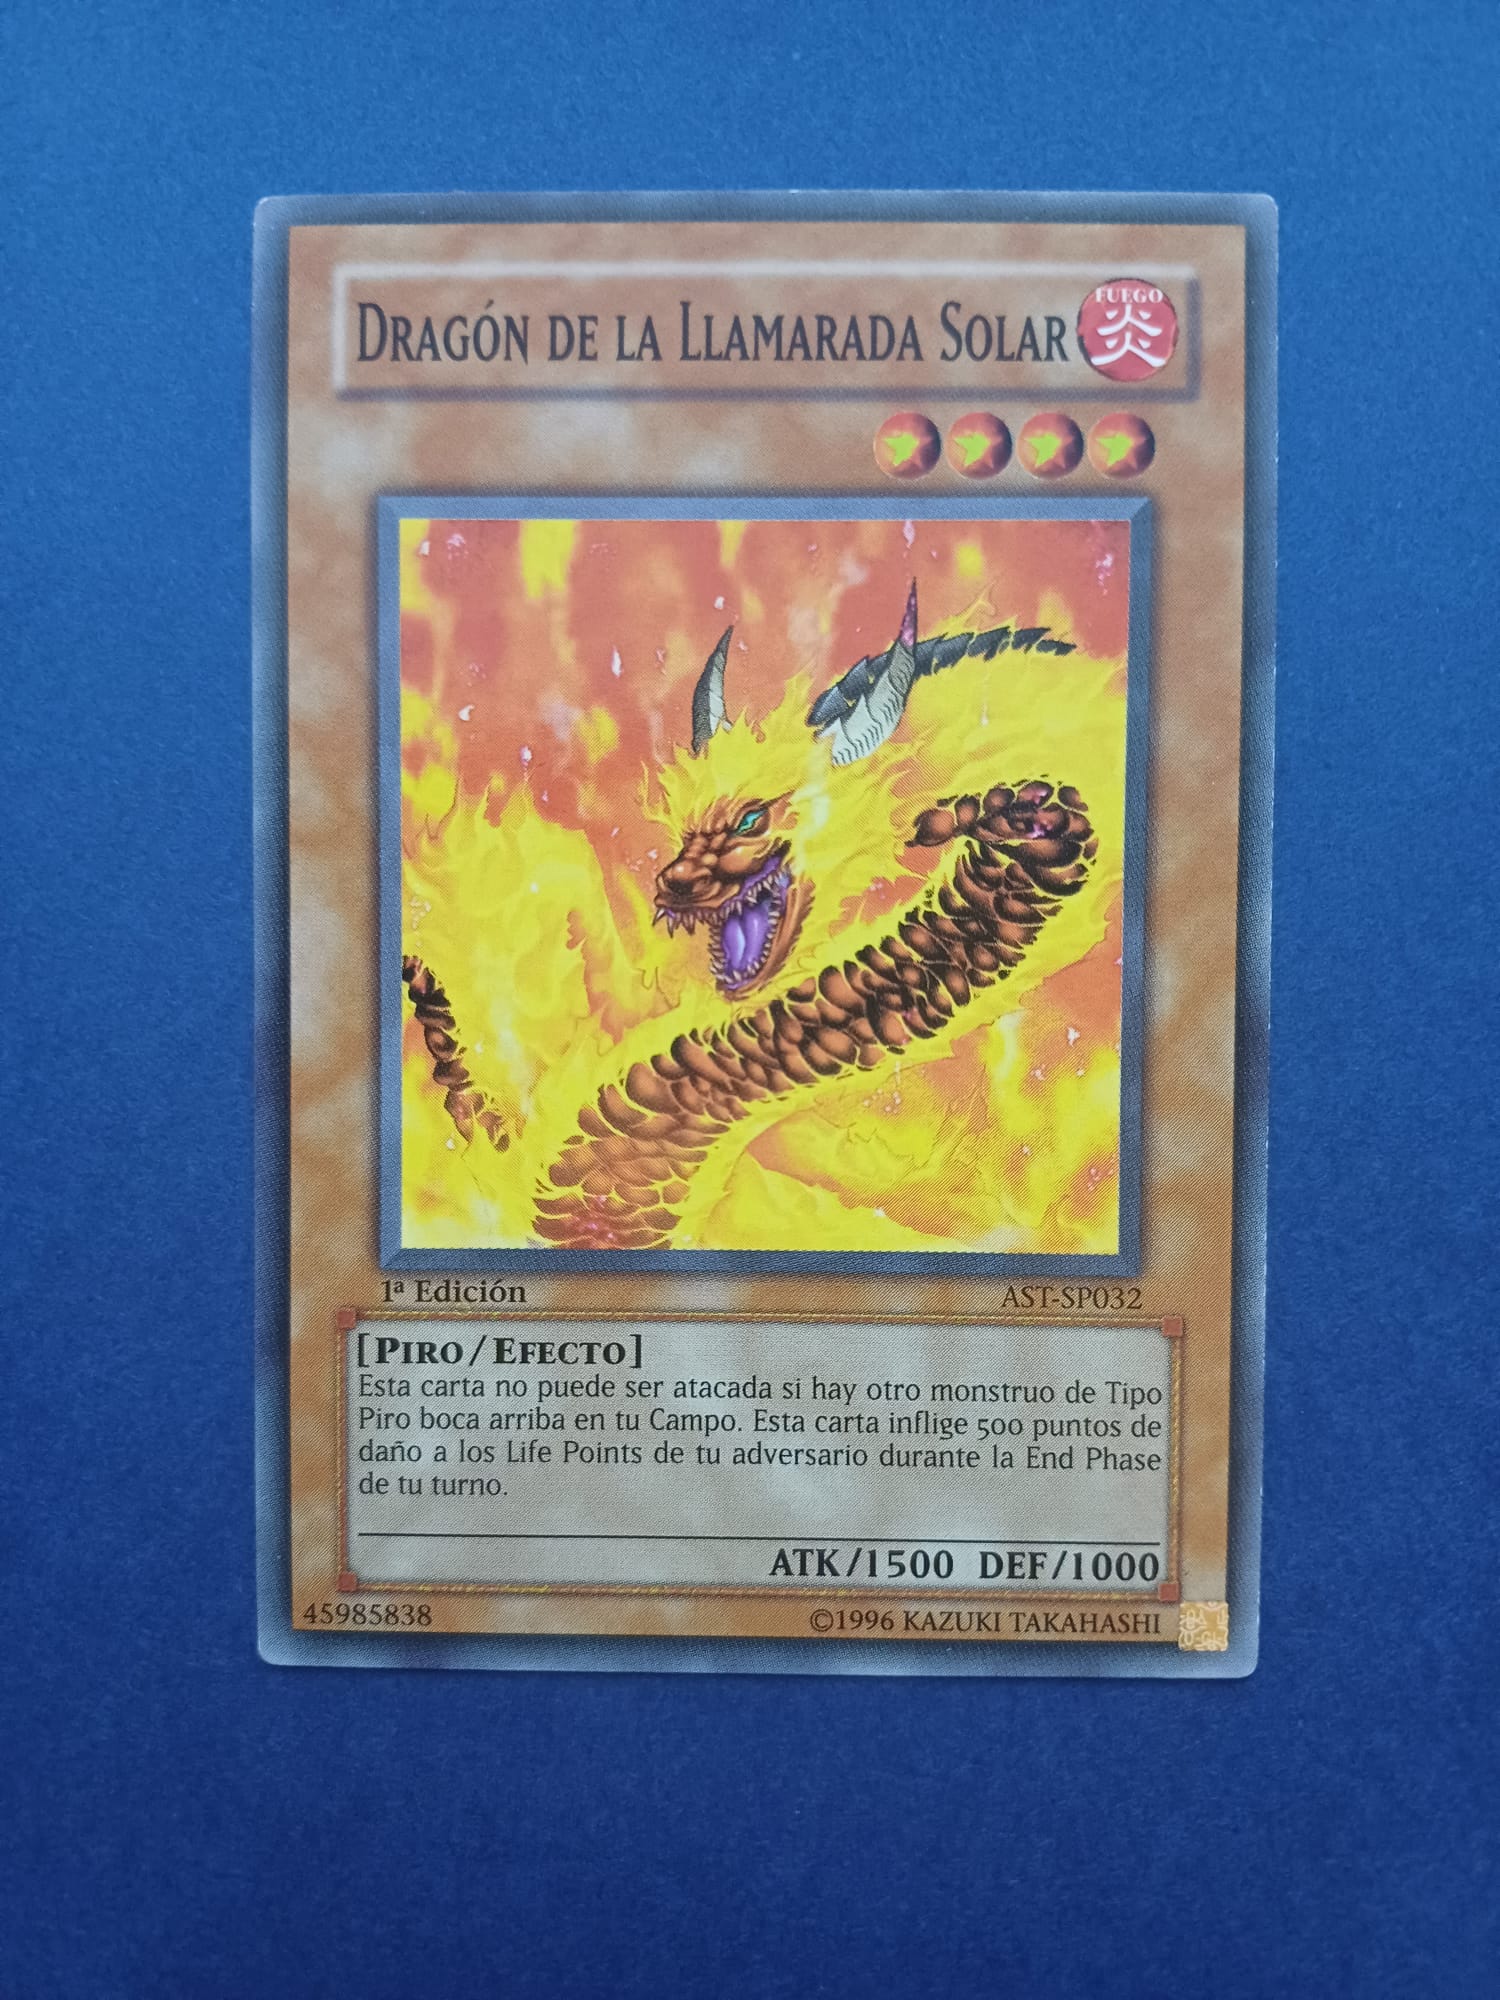 Dragón de la Llamarada Solar
FUEGO
炎
1ª Edición
AST-SP032
[Piro/Efecto]
Esta carta no puede ser atacada si hay otro monstruo de Tipo
Piro boca arriba en tu Campo. Esta carta inflige 500 puntos de
daño a los Life Points de tu adversario durante la End Phase
de tu turno.
ATK/1500 DEF/1000
45985838
©1996 KAZUKI TAKAHASHI